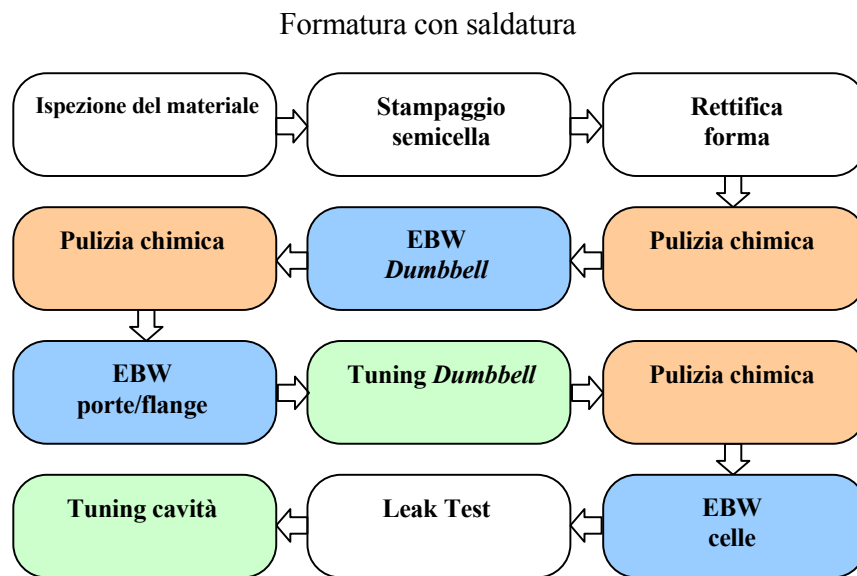 Formatura con saldatura
Ispezione del materiale
Stampaggio
semicella
Rettifica
forma
Pulizia chimica
EBW
Dumbbell
Pulizia chimica
EBW
porte/flange
Tuning Dumbbell
Pulizia chimica
Tuning cavità
Leak Test
EBW
celle